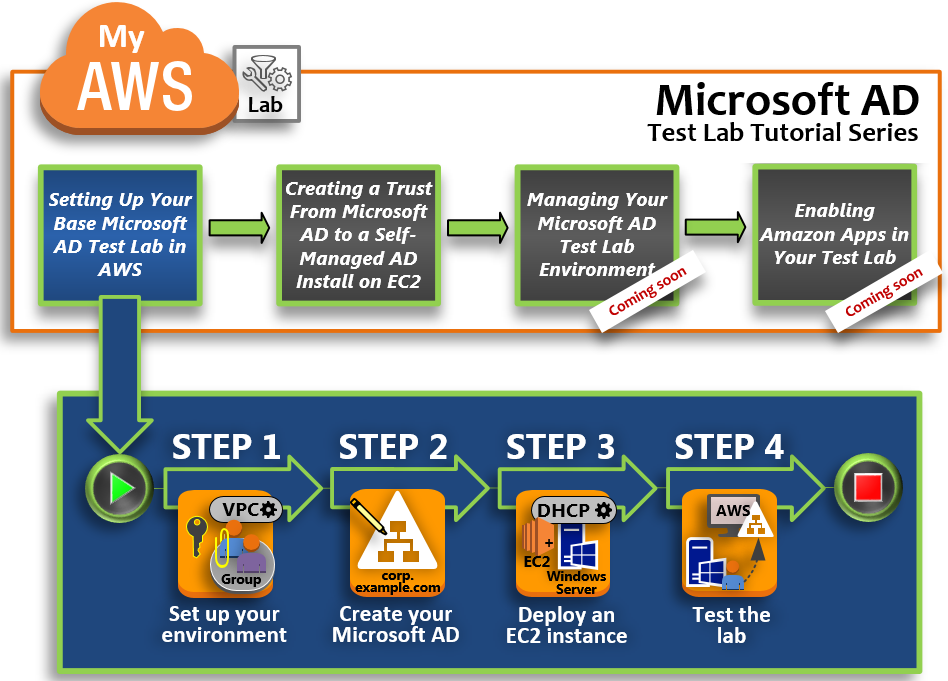 My
AWS
Lab
Microsoft AD
Test Lab Tutorial Series
Setting Up Your
Base Microsoft
AD Test Lab in
AWS
Creating a Trust
From Microsoft
AD to a Self-
Managed AD
Install on EC2
Managing Your
Microsoft AD
Test Lab
Environment
Coming soon
Enabling
Amazon Apps in
Your Test Lab
Coming soon
STEP 1
VPC
Group
Set up your
environment
STEP 2
corp.
example.com
Create your
Microsoft AD
STEP 3
DHCP
EC2
+
Windows
Server
Deploy an
EC2 instance
STEP 4
AWS
Test the
lab